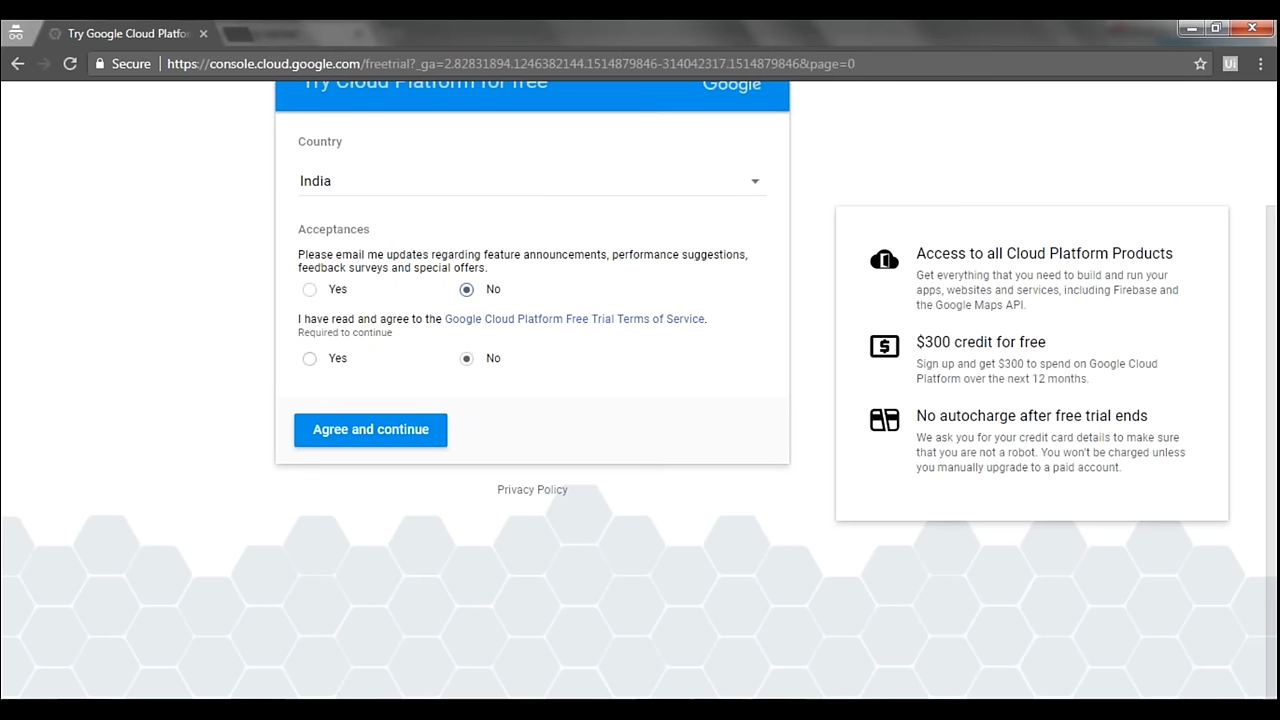 Try Google Cloud Platfo
Secure
https://console.cloud.google.com/freetrial?_ga=2.82831894.1246382144.1514879846-314042317.1514879846&page=0
Ui
Try Cloud Platform for free
Google
Country
India
Acceptances
Please email me updates regarding feature announcements, performance suggestions,
feedback surveys and special offers.
Yes
No
I have read and agree to the Google Cloud Platform Free Trial Terms of Service.
Required to continue
Yes
No
Agree and continue
Privacy Policy
Access to all Cloud Platform Products
Get everything that you need to build and run your
apps, websites and services, including Firebase and
the Google Maps API.
$300 credit for free
Sign up and get $300 to spend on Google Cloud
Platform over the next 12 months.
No autocharge after free trial ends
We ask you for your credit card details to make sure
that you are not a robot. You won't be charged unless
you manually upgrade to a paid account.